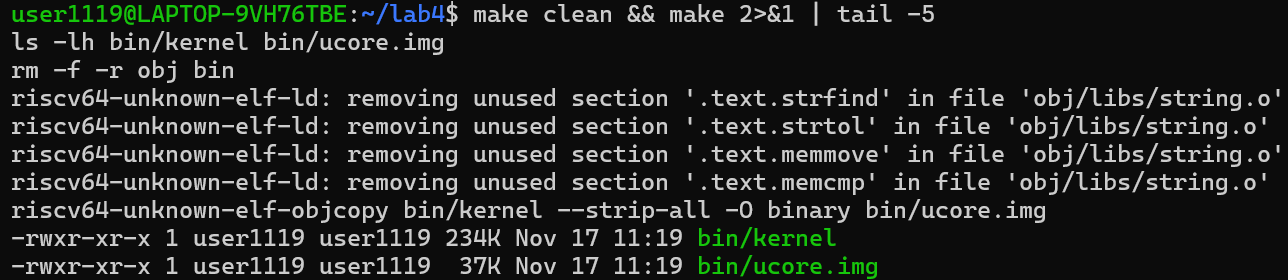 user1119@LAPTOP-9VH76TBE:~/lab4$ make clean && make 2>&1 | tail -5
ls -lh bin/kernel bin/ucore.img
rm -f -r obj bin
riscv64-unknown-elf-ld: removing unused section '.text.strfind' in file 'obj/libs/string.o'
riscv64-unknown-elf-ld: removing unused section '.text.strtol' in file 'obj/libs/string.o'
riscv64-unknown-elf-ld: removing unused section '.text.memmove' in file 'obj/libs/string.o'
riscv64-unknown-elf-ld: removing unused section '.text.memcmp' in file 'obj/libs/string.o'
riscv64-unknown-elf-objcopy bin/kernel --strip-all -O binary bin/ucore.img
-rwxr-xr-x 1 user1119 user1119 234K Nov 17 11:19 bin/kernel
-rwxr-xr-x 1 user1119 user1119  37K Nov 17 11:19 bin/ucore.img